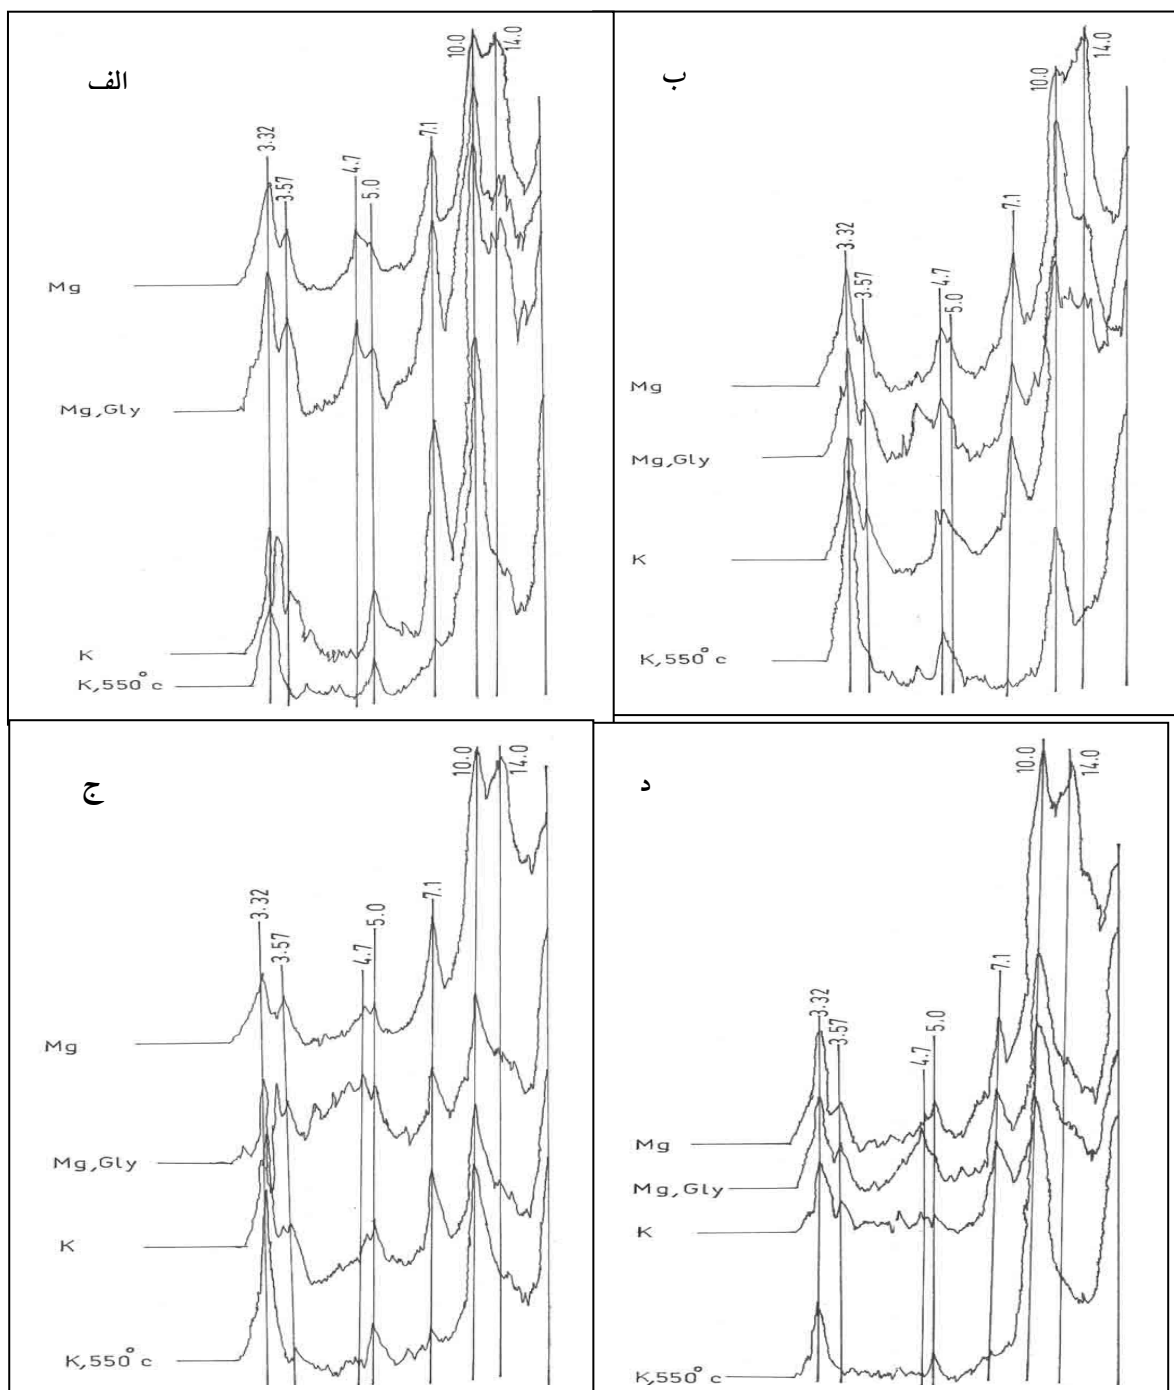 الف
3.32
3.57
4.7
5.0
7.1
10.0
14.0
Mg
Mg,Gly
K
K,550°c
ب
3.32
3.57
4.7
5.0
7.1
10.0
14.0
Mg
Mg,Gly
K
K,550°c
ج
3.32
3.57
4.7
5.0
7.1
10.0
14.0
Mg
Mg,Gly
K
K,550°c
د
3.32
3.57
4.7
5.0
7.1
10.0
14.0
Mg
Mg,Gly
K
K,550°c